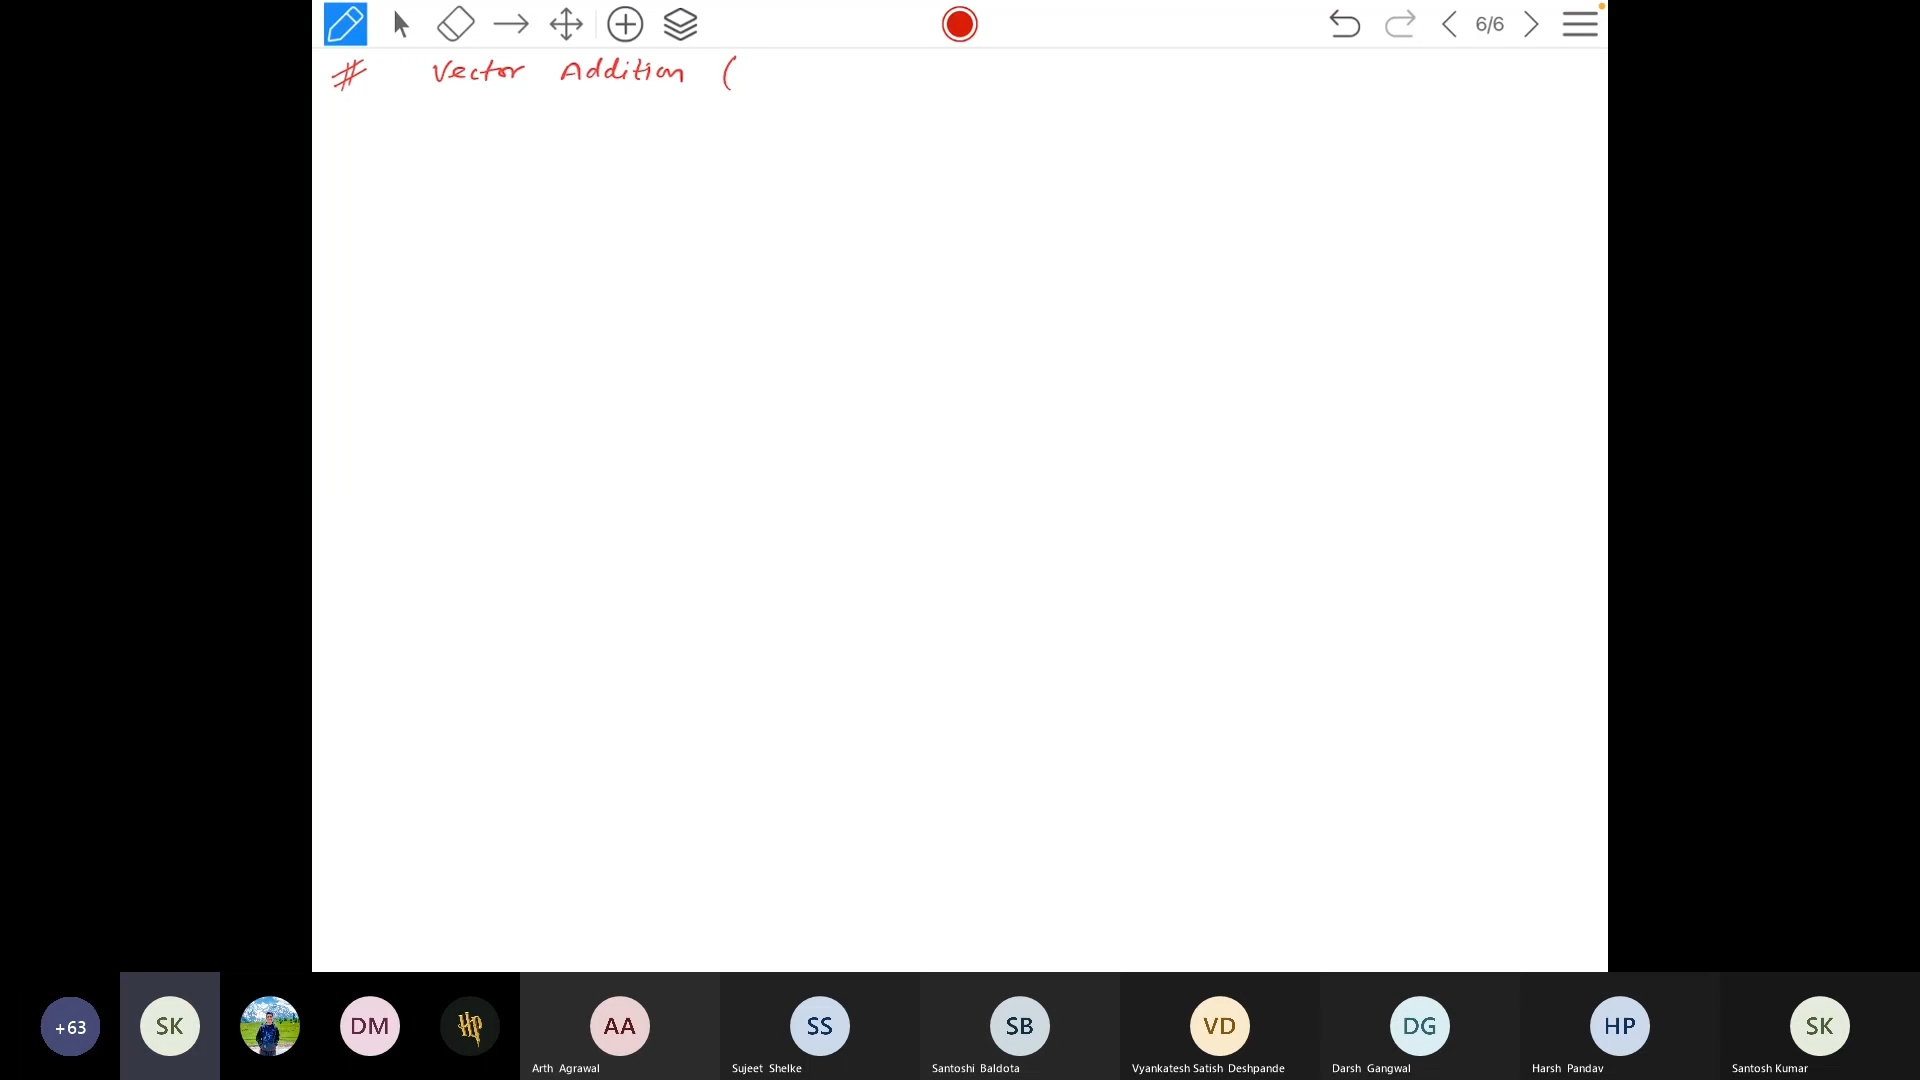 6/6
# Vector Addition (
+63
SK
DM
HP
AA
SS
SB
VD
DG
HP
SK
Arth Agrawal
Sujeet Shelke
Santoshi Baldota
Vyankatesh Satish Deshpande
Darsh Gangwal
Harsh Pandav
Santosh Kumar